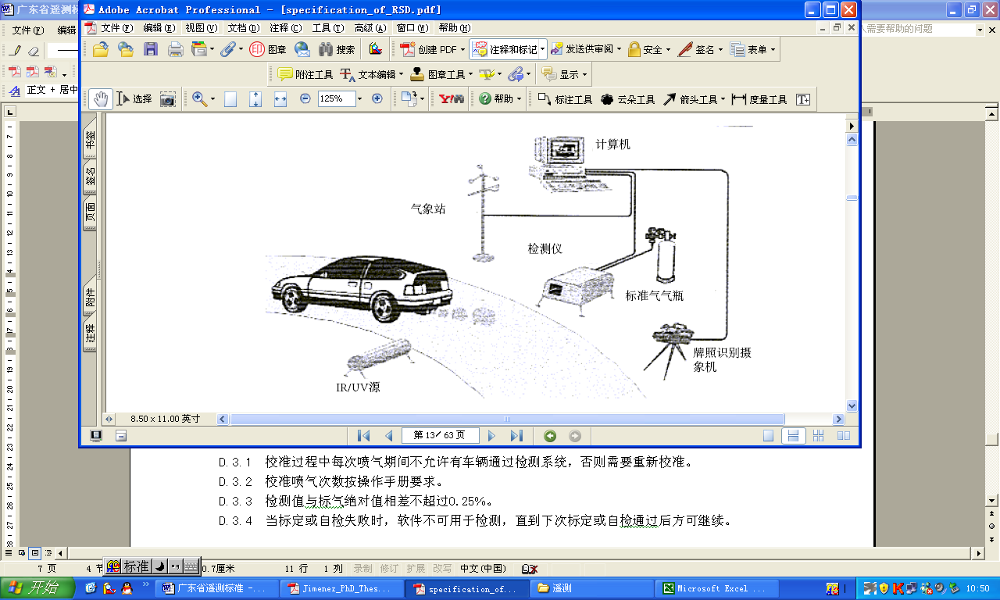 广东省遥测标
Adobe Acrobat Professional - [specification_of_RSD.pdf]
文件(F) 编辑
文件(F) 编辑(E) 视图(V) 文档(D) 注释(C) 工具(T) 高级(A) 窗口(W) 帮助(H)
人需要帮助的问题
图章 搜索 创建 PDF 注释和标记 发送供审阅 安全 签名 表单
附注工具 文本编辑 图章工具 显示
正文 + 居中
选择 125% Y! 帮助 标注工具 云朵工具 箭头工具 度量工具
书签
签名
页面
附件
注释
计算机
气象站
检测仪
标准气气瓶
牌照识别摄
象机
IR/UV源
8.50 x 11.00 英寸
第 13/ 63 页
D.3.1 校准过程中每次喷气期间不允许有车辆通过检测系统，否则需要重新校准。
D.3.2 校准喷气次数按操作手册要求。
D.3.3 检测值与标气绝对值相差不超过0.25%。
D.3.4 当标定或自检失败时，软件不可用于检测，直到下次标定或自检通过后方可继续。
标准
7 页 4 节 0.7厘米 11 行 1 列 录制 修订 扩展 改写 中文(中国)
开始 广东省遥测标准 -... Jimenez_PhD_Thes... specification_of... 遥测 Microsoft Excel ... 10:50